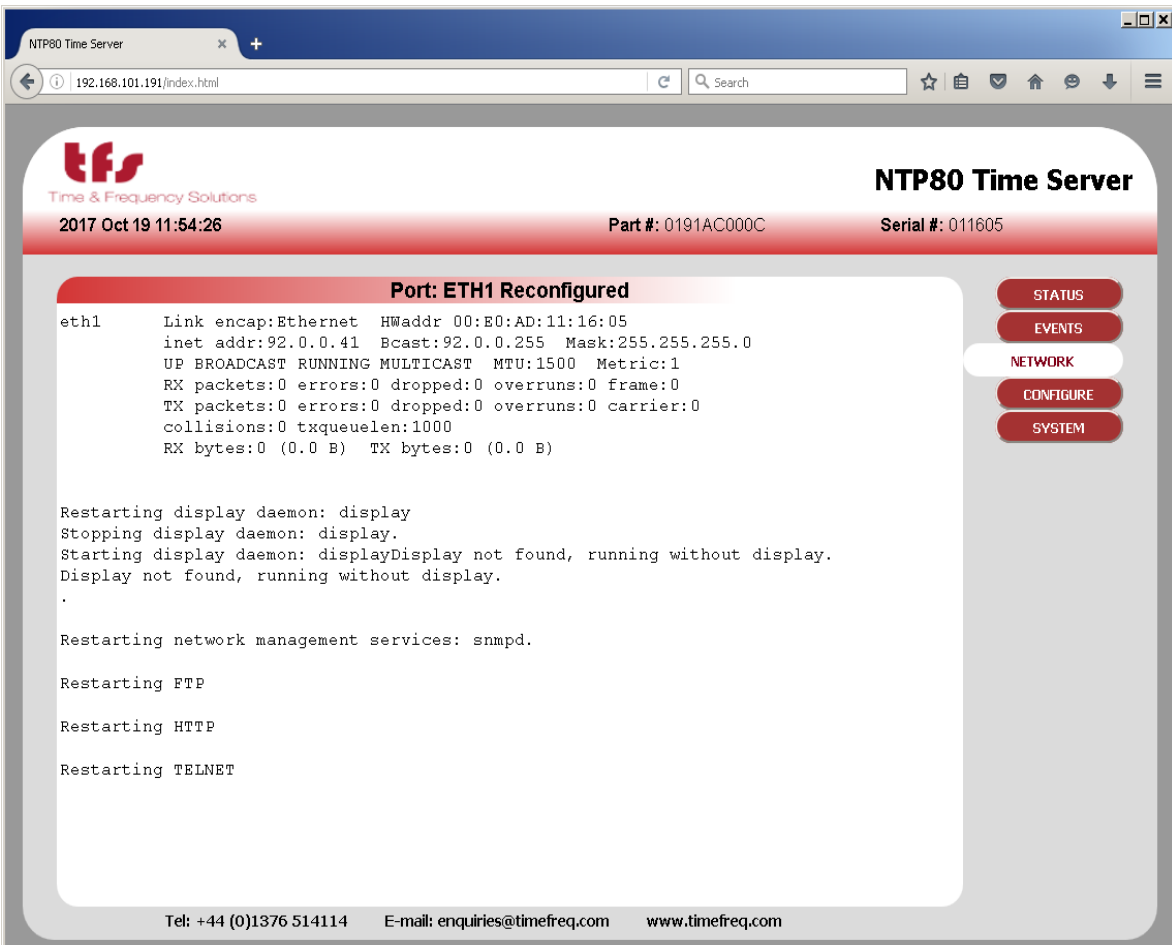 NTP80 Time Server
192.168.101.191/index.html
Search
tfs
Time & Frequency Solutions
NTP80 Time Server
2017 Oct 19 11:54:26 Part #: 0191AC000C Serial #: 011605
Port: ETH1 Reconfigured
eth1 Link encap:Ethernet HWaddr 00:E0:AD:11:16:05
inet addr:92.0.0.41 Bcast:92.0.0.255 Mask:255.255.255.0
UP BROADCAST RUNNING MULTICAST MTU:1500 Metric:1
RX packets:0 errors:0 dropped:0 overruns:0 frame:0
TX packets:0 errors:0 dropped:0 overruns:0 carrier:0
collisions:0 txqueuelen:1000
RX bytes:0 (0.0 B) TX bytes:0 (0.0 B)
Restarting display daemon: display
Stopping display daemon: display.
Starting display daemon: displayDisplay not found, running without display.
Display not found, running without display.
.
Restarting network management services: snmpd.
Restarting FTP
Restarting HTTP
Restarting TELNET
STATUS
EVENTS
NETWORK
CONFIGURE
SYSTEM
Tel: +44 (0)1376 514114 E-mail: enquiries@timefreq.com www.timefreq.com